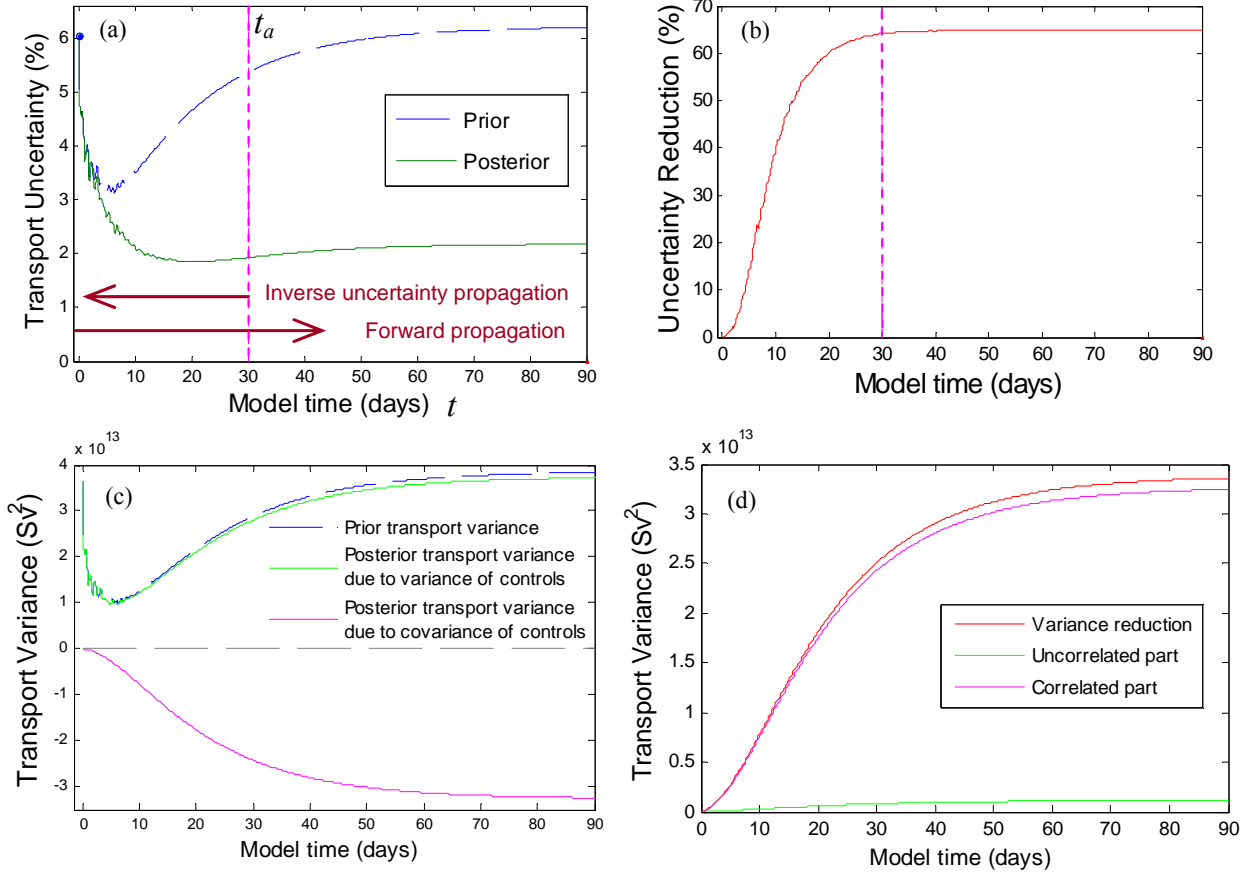 (a)
t_a
Transport Uncertainty (%)
6
5
4
3
2
1
0
Prior
Posterior
Inverse uncertainty propagation
Forward propagation
0 10 20 30 40 50 60 70 80 90
Model time (days) t
(b)
Uncertainty Reduction (%)
70
65
60
50
40
30
20
10
0
0 10 20 30 40 50 60 70 80 90
Model time (days)
x 10^13
(c)
Transport Variance (Sv^2)
4
3
2
1
0
-1
-2
-3
Prior transport variance
Posterior transport variance
due to variance of controls
Posterior transport variance
due to covariance of controls
0 10 20 30 40 50 60 70 80 90
Model time (days)
x 10^13
(d)
Transport Variance (Sv^2)
3.5
3
2.5
2
1.5
1
0.5
0
Variance reduction
Uncorrelated part
Correlated part
0 10 20 30 40 50 60 70 80 90
Model time (days)